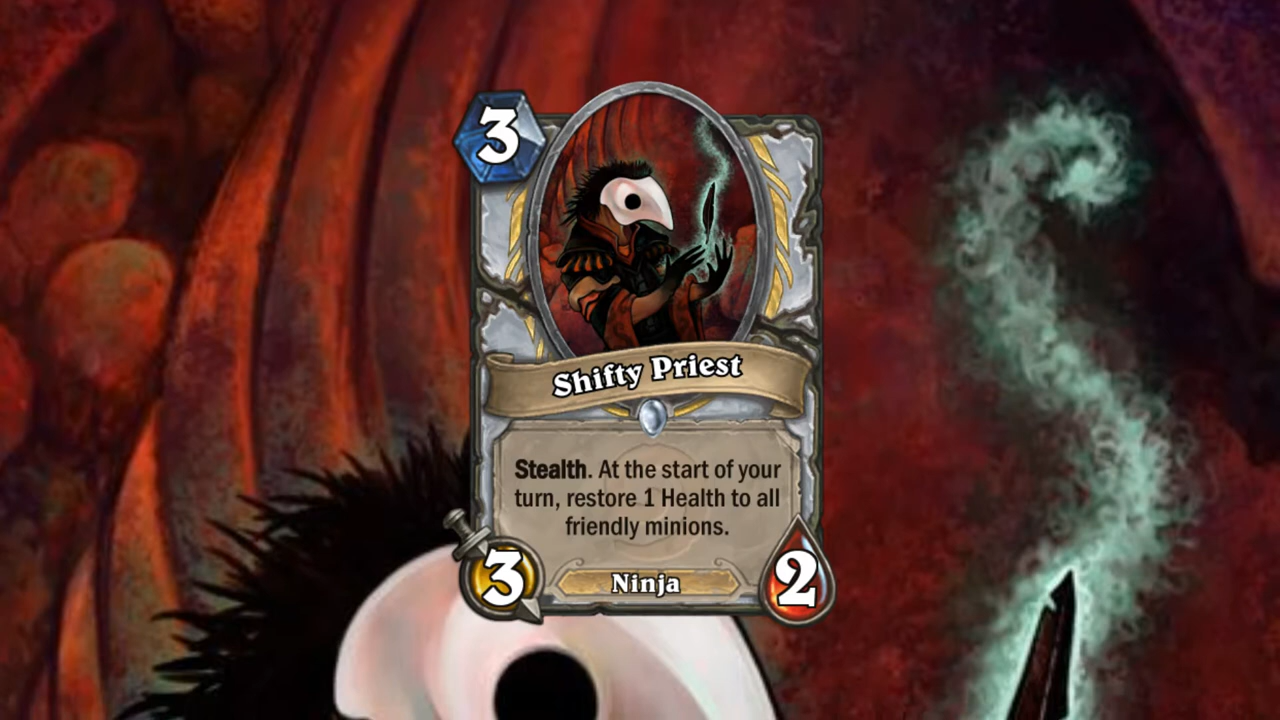 3
Shifty Priest
Stealth. At the start of your
turn, restore 1 Health to all
friendly minions.
3
Ninja
2